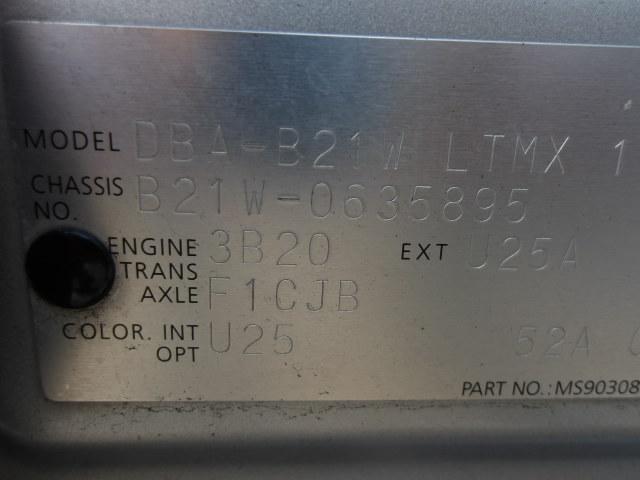 MODEL DBA-B21W LTMX 1
CHASSIS NO. B21W-0635895
ENGINE 3B20 EXT U25A
TRANS AXLE F1CJB
COLOR. INT OPT U25 52A
PART NO.:MS90308